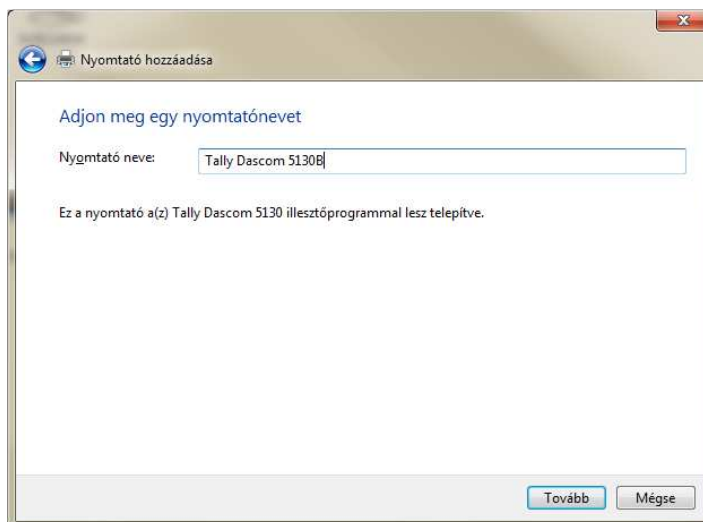 Nyomtató hozzáadása
Adjon meg egy nyomtatónevet
Nyomtató neve: Tally Dascom 5130B
Ez a nyomtató a(z) Tally Dascom 5130 illesztőprogrammal lesz telepítve.
Tovább Mégse